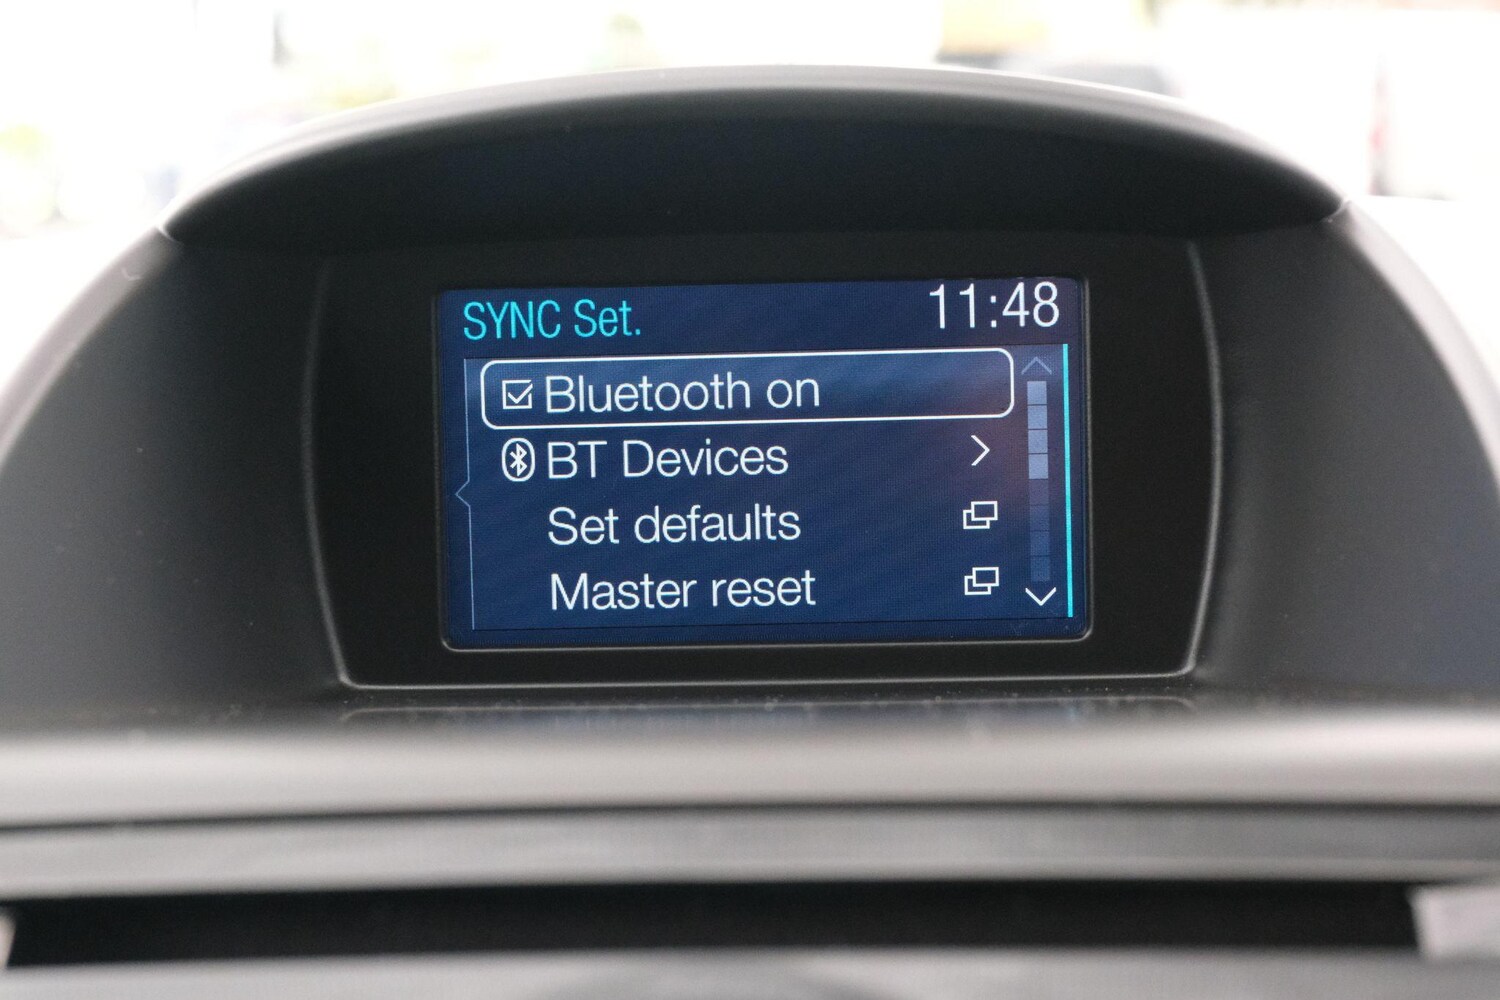 SYNC Set. 11:48
Bluetooth on
BT Devices
Set defaults
Master reset